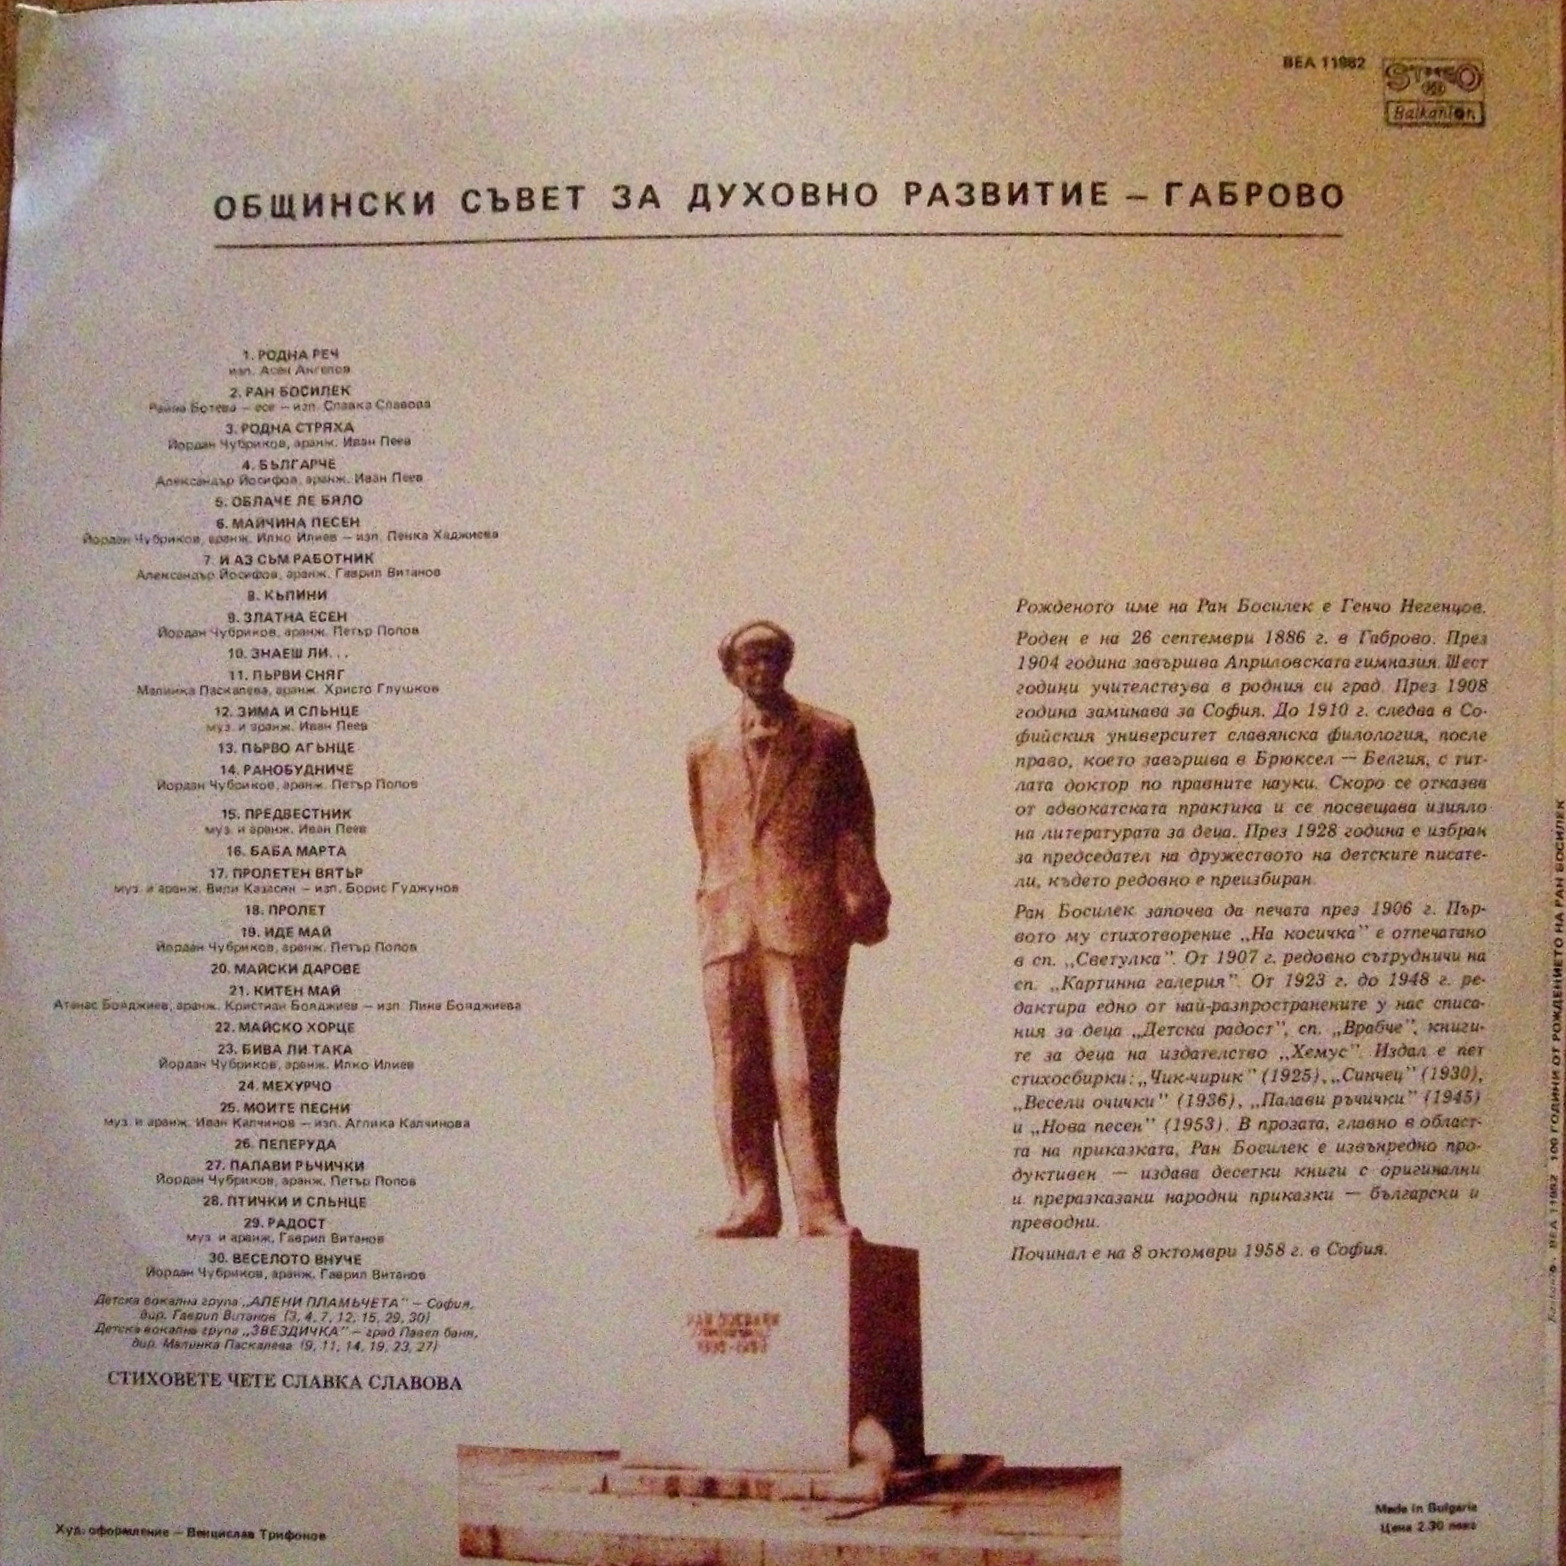 ВЕА 11982
STEREO
Balkanton
ОБЩИНСКИ СЪВЕТ ЗА ДУХОВНО РАЗВИТИЕ – ГАБРОВО
1. РОДНА РЕЧ
изп. Асен Ангелов
2. РАН БОСИЛЕК
Райна Ботева – есе – изп. Славка Славова
3. РОДНА СТРЯХА
Йордан Чубриков, аранж. Иван Пеев
4. БЪЛГАРЧЕ
Александър Йосифов, аранж. Иван Пеев
5. ОБЛАЧЕ ЛЕ БЯЛО
6. МАЙЧИНА ПЕСЕН
Йордан Чубриков, аранж. Илко Илиев – изп. Пенка Хаджиева
7. И АЗ СЪМ РАБОТНИК
Александър Йосифов, аранж. Гаврил Витанов
8. КЪПИНИ
9. ЗЛАТНА ЕСЕН
Йордан Чубриков, аранж. Петър Попов
10. ЗНАЕШ ЛИ...
11. ПЪРВИ СНЯГ
Малинка Паскалева, аранж. Христо Глушков
12. ЗИМА И СЛЪНЦЕ
муз. и аранж. Иван Пеев
13. ПЪРВО АГЪНЦЕ
14. РАНОБУДНИЧЕ
Йордан Чубриков, аранж. Петър Попов
15. ПРЕДВЕСТНИК
муз. и аранж. Иван Пеев
16. БАБА МАРТА
17. ПРОЛЕТЕН ВЯТЪР
муз. и аранж. Вили Казасян – изп. Борис Гуджунов
18. ПРОЛЕТ
19. ИДЕ МАЙ
Йордан Чубриков, аранж. Петър Попов
20. МАЙСКИ ДАРОВЕ
21. КИТЕН МАЙ
Атанас Бояджиев, аранж. Кристиан Бояджиев – изп. Лина Бояджиева
22. МАЙСКО ХОРЦЕ
23. БИВА ЛИ ТАКА
Йордан Чубриков, аранж. Илко Илиев
24. МЕХУРЧО
25. МОИТЕ ПЕСНИ
муз. и аранж. Иван Калчинов – изп. Аглика Калчинова
26. ПЕПЕРУДА
27. ПАЛАВИ РЪЧИЧКИ
Йордан Чубриков, аранж. Петър Попов
28. ПТИЧКИ И СЛЪНЦЕ
29. РАДОСТ
муз. и аранж. Гаврил Витанов
30. ВЕСЕЛОТО ВНУЧЕ
Йордан Чубриков, аранж. Гаврил Витанов
Детска вокална група „АЛЕНИ ПЛАМЪЧЕТА" – София,
дир. Гаврил Витанов (3, 4, 7, 12, 15, 29, 30)
Детска вокална група „ЗВЕЗДИЧКА" – град Павел баня,
дир. Малинка Паскалева (9, 11, 14, 19, 23, 27)
СТИХОВЕТЕ ЧЕТЕ СЛАВКА СЛАВОВА
Худ. оформление – Венцислав Трифонов
Рожденото име на Ран Босилек е Генчо Негенцов.
Роден е на 26 септември 1886 г. в Габрово. През
1904 година завършва Априловската гимназия. Шест
години учителствува в родния си град. През 1908
година заминава за София. До 1910 г. следва в Со-
фийския университет славянска филология, после
право, което завършва в Брюксел — Белгия, с тит-
лата доктор по правните науки. Скоро се отказва
от адвокатската практика и се посвещава изцяло
на литературата за деца. През 1928 година е избран
за председател на дружеството на детските писате-
ли, където редовно е преизбиран.
Ран Босилек започва да печата през 1906 г. Пър-
вото му стихотворение „На косичка" е отпечатано
в сп. „Светулка". От 1907 г. редовно сътрудничи на
сп. „Картинна галерия". От 1923 г. до 1948 г. ре-
дактира едно от най-разпространените у нас списа-
ния за деца „Детска радост", сп. „Врабче", книги-
те за деца на издателство „Хемус". Издал е пет
стихосбирки: „Чик-чирик" (1925), „Синчец" (1930),
„Весели очички" (1936), „Палави ръчички" (1945)
и „Нова песен" (1953). В прозата, главно в област-
та на приказката, Ран Босилек е извънредно про-
дуктивен — издава десетки книги с оригинални
и преразказани народни приказки — български и
преводни.
Починал е на 8 октомври 1958 г. в София.
РАН БОСИЛЕК
Made in Bulgaria
Цена 2.30 лева
ВЕА 11982 100 ГОДИНИ ОТ РОЖДЕНИЕТО НА РАН БОСИЛЕК